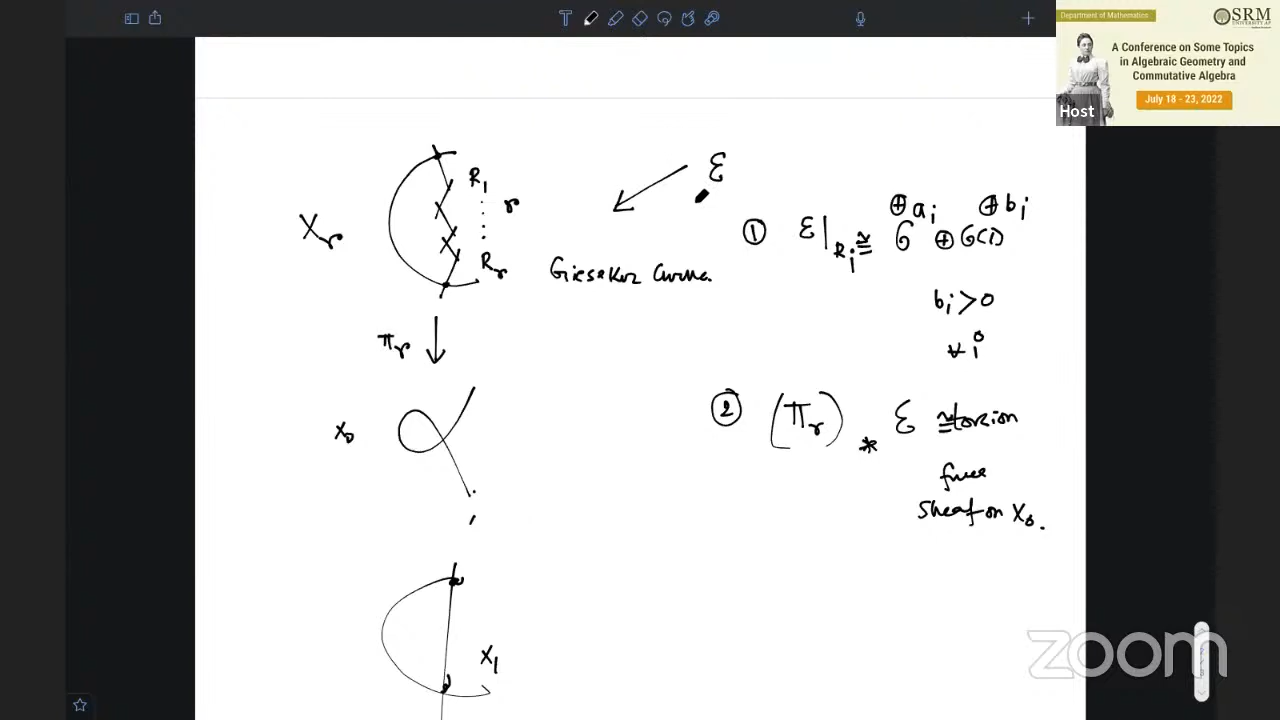 Department of Mathematics
SRM
UNIVERSITY AP
A Conference on Some Topics
in Algebraic Geometry and
Commutative Algebra
July 18 - 23, 2022
Host
X_r
R_1
r
R_r
Gieseker Curve.
ℰ
① ℰ|_{R_i} ≅ 𝒪^{⊕a_i} ⊕ 𝒪(1)^{⊕b_i}
b_i > 0
∀ i
π_r
X_0
② (π_r)_* ℰ ≅ torsion
free
sheaf on X_0.
X_1
zoom